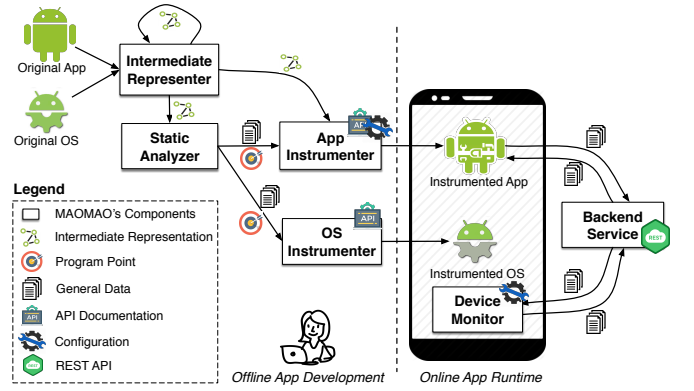 Original App
Intermediate
Representer
Original OS
Static
Analyzer
API
App
Instrumenter
Instrumented App
API
OS
Instrumenter
Instrumented OS
Backend
Service
REST
Device
Monitor
Legend
MAOMAO's Components
Intermediate Representation
Program Point
General Data
API
API Documentation
Configuration
REST
REST API
Offline App Development
Online App Runtime